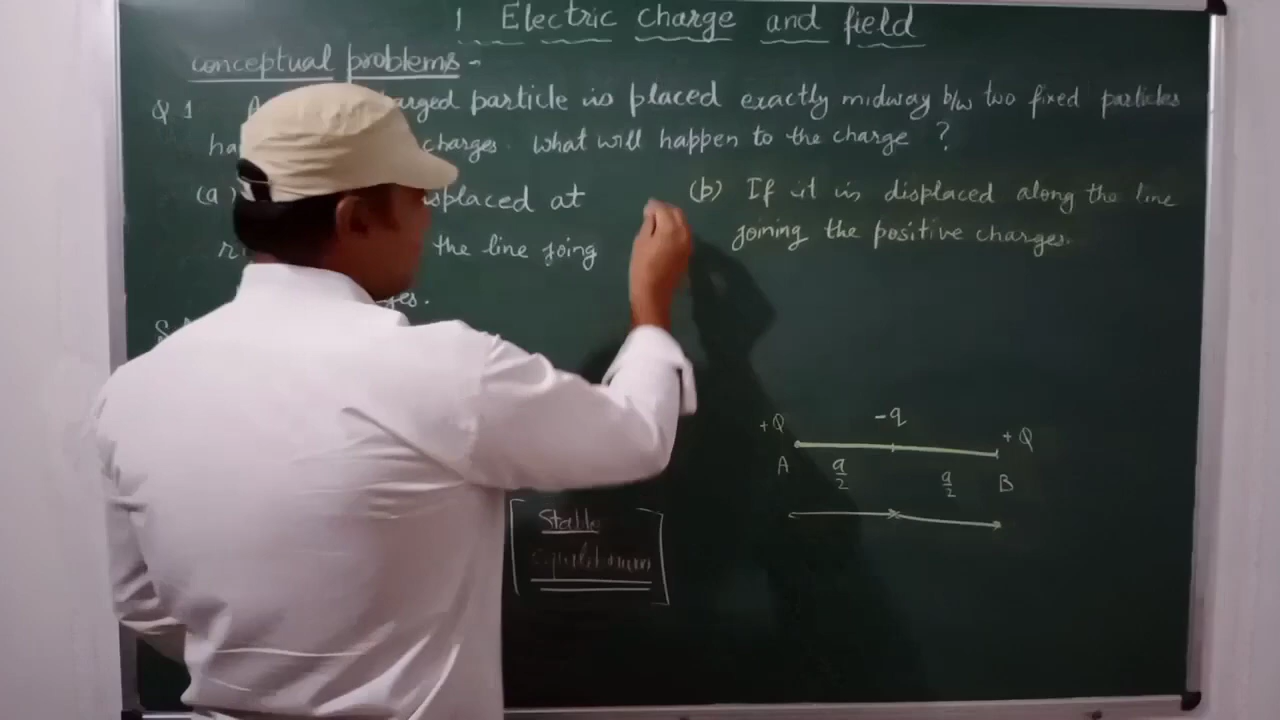 1 Electric charge and field
conceptual problems -
Q 1 A charged particle is placed exactly midway b/w two fixed particles
ha charges. What will happen to the charge ?
(a) displaced at
the line joing
ges.
(b) If it is displaced along the line
joining the positive charges.
-q
+Q
+Q
A
a/2
a/2
B
Stable
equilibrium